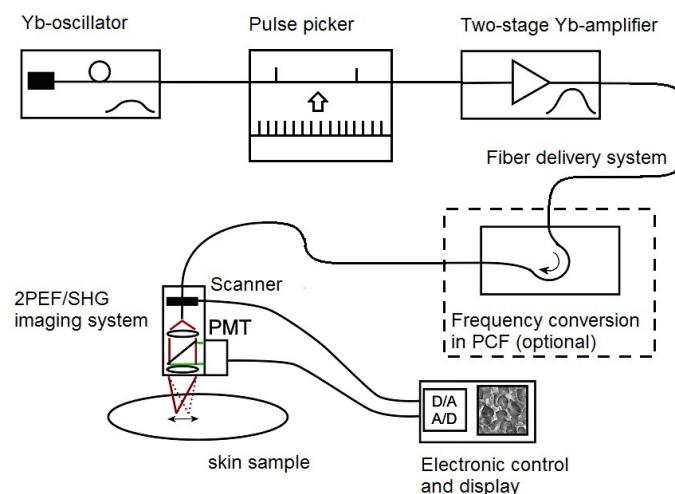 Yb-oscillator
Pulse picker
Two-stage Yb-amplifier
Fiber delivery system
Scanner
2PEF/SHG
imaging system
PMT
Frequency conversion
in PCF (optional)
D/A
A/D
skin sample
Electronic control
and display